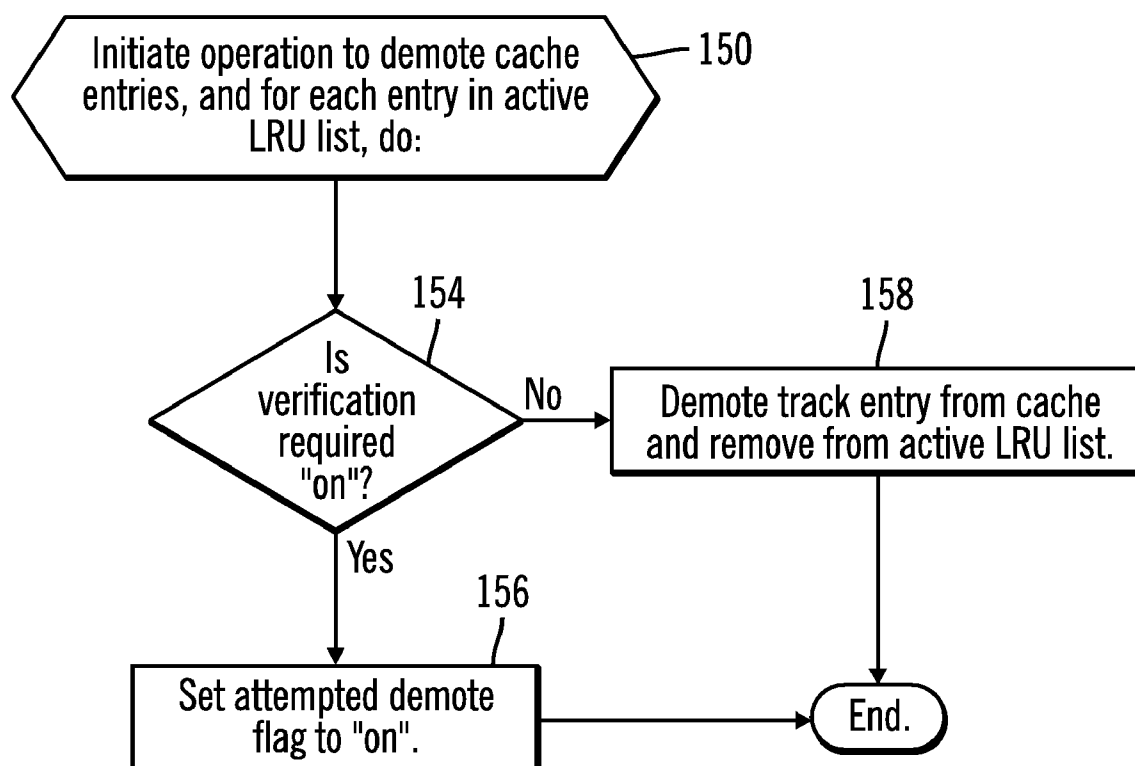 Initiate operation to demote cache
entries, and for each entry in active
LRU list, do:
150
154
Is
verification
required
"on"?
No
158
Demote track entry from cache
and remove from active LRU list.
Yes
156
Set attempted demote
flag to "on".
End.